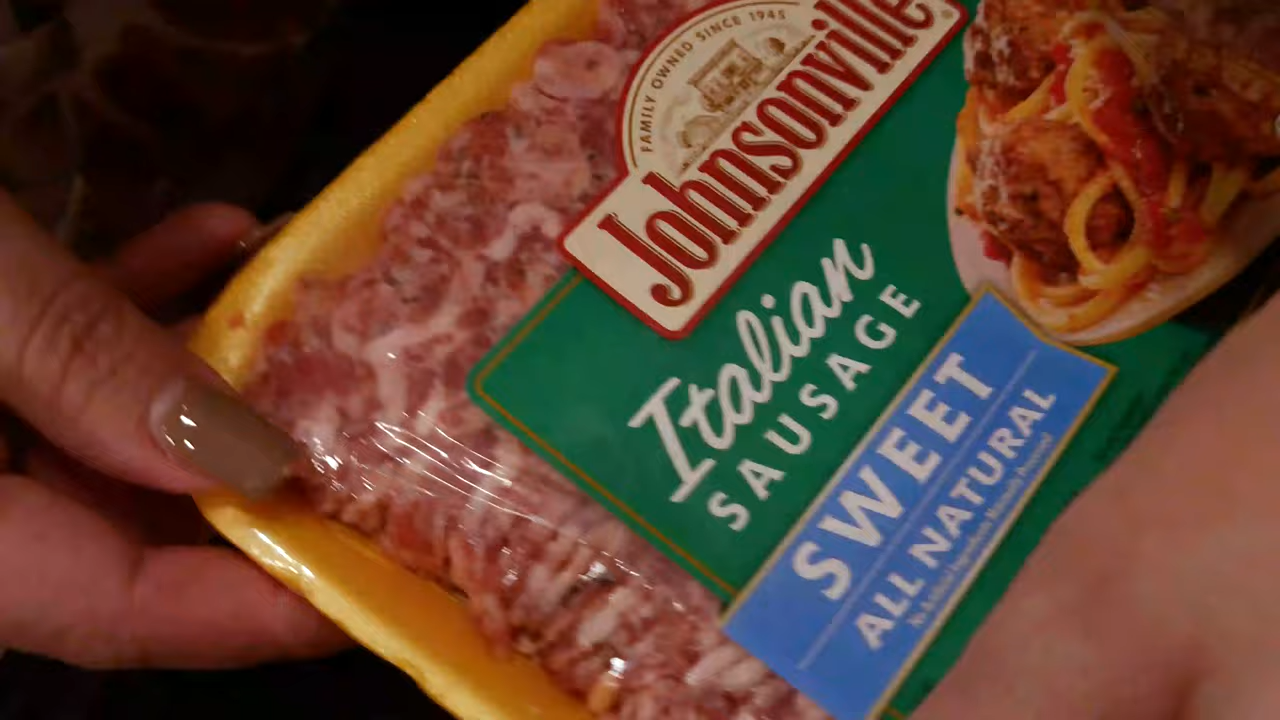 FAMILY OWNED SINCE 1945
Johnsonville
Italian
SAUSAGE
SWEET
ALL NATURAL